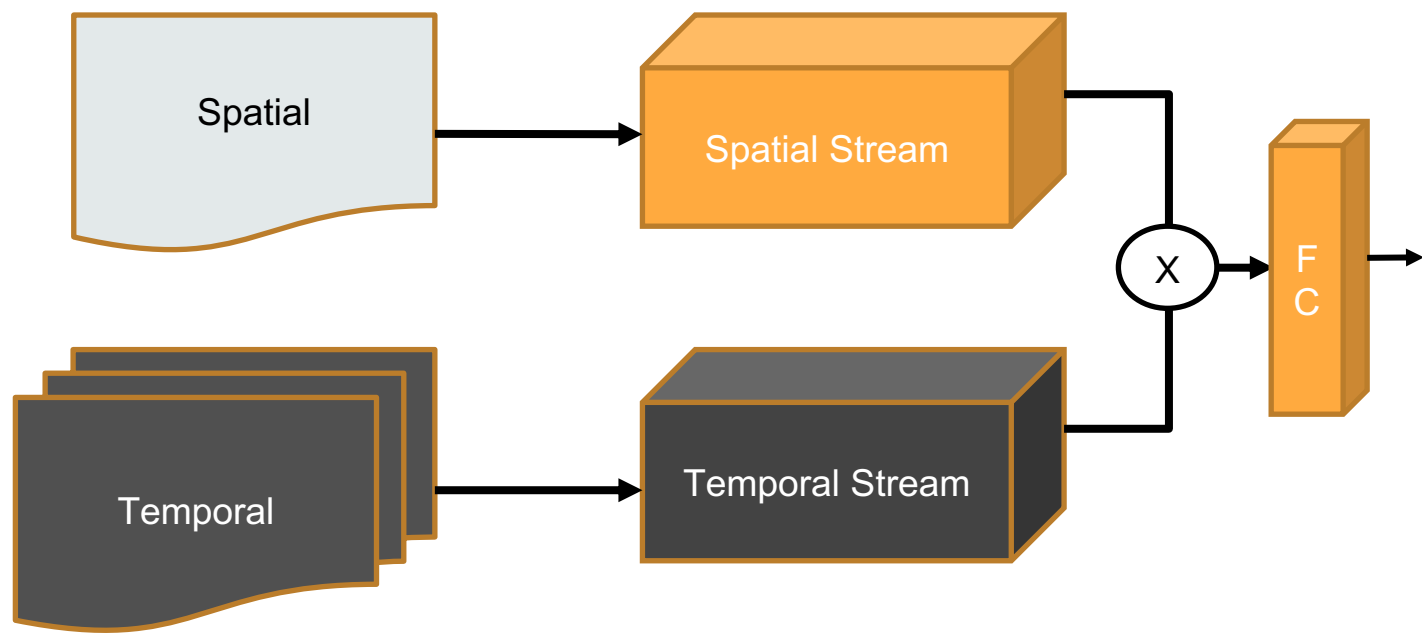 Spatial
Spatial Stream
X
F
C
Temporal
Temporal Stream